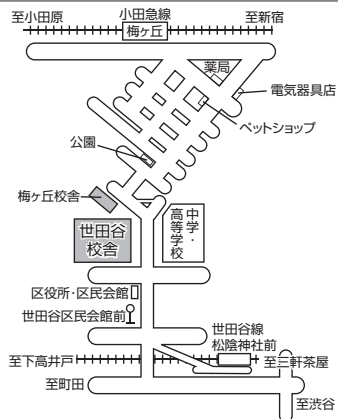 至小田原
小田急線
至新宿
梅ヶ丘
薬局
電気器具店
ペットショップ
公園
梅ヶ丘校舎
世田谷
校舎
中学・
高等学校
区役所・区民会館
世田谷区民会館前
世田谷線
松陰神社前
至下高井戸
至三軒茶屋
至町田
至渋谷